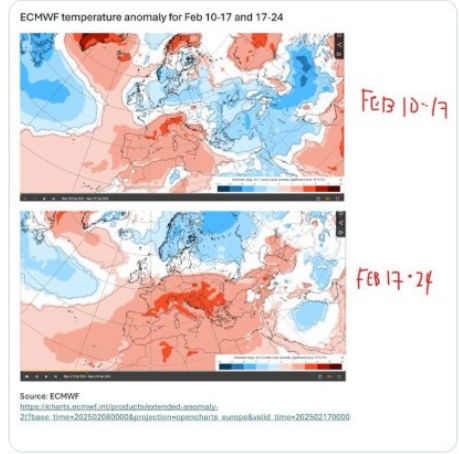 ECMWF temperature anomaly for Feb 10-17 and 17-24
FEB 10-17
FEB 17-24
Source: ECMWF
https://charts.ecmwf.int/products/extended-anomaly-
2t?base_time=202502080000&projection=opencharts_europe&valid_time=202502170000